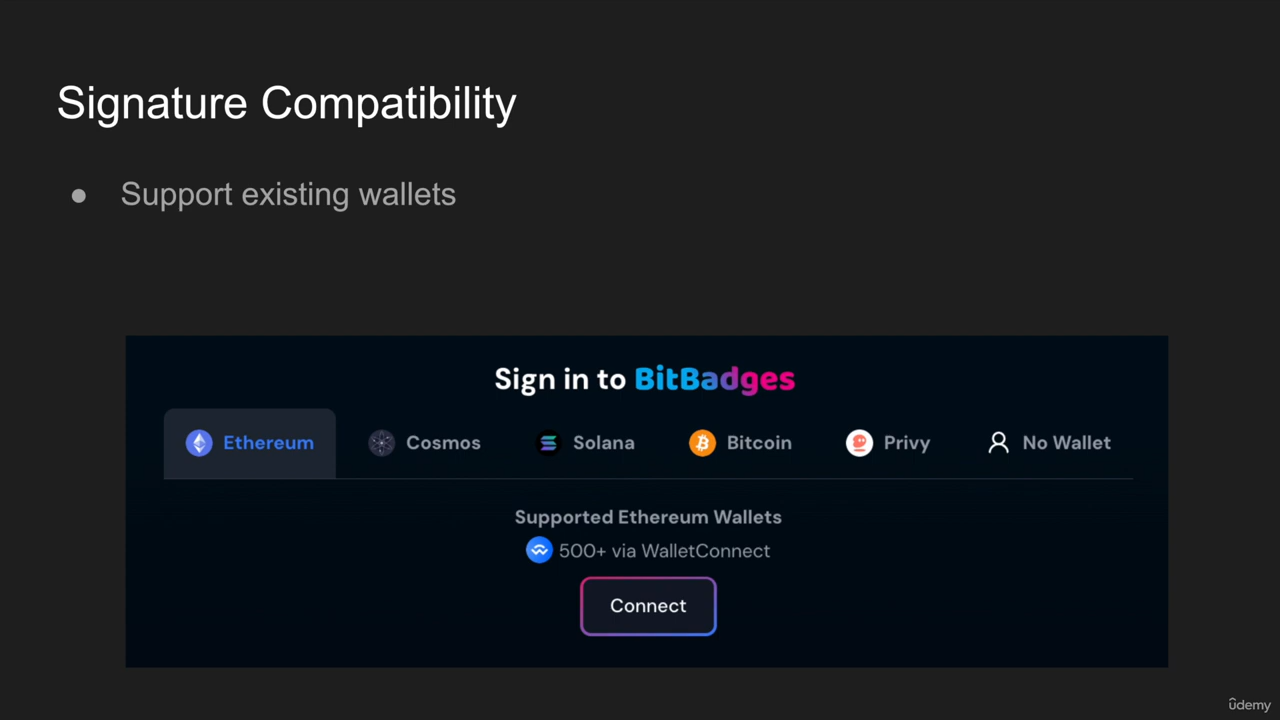 Signature Compatibility
● Support existing wallets
Sign in to BitBadges
Ethereum Cosmos Solana Bitcoin Privy No Wallet
Supported Ethereum Wallets
500+ via WalletConnect
Connect
ûdemy